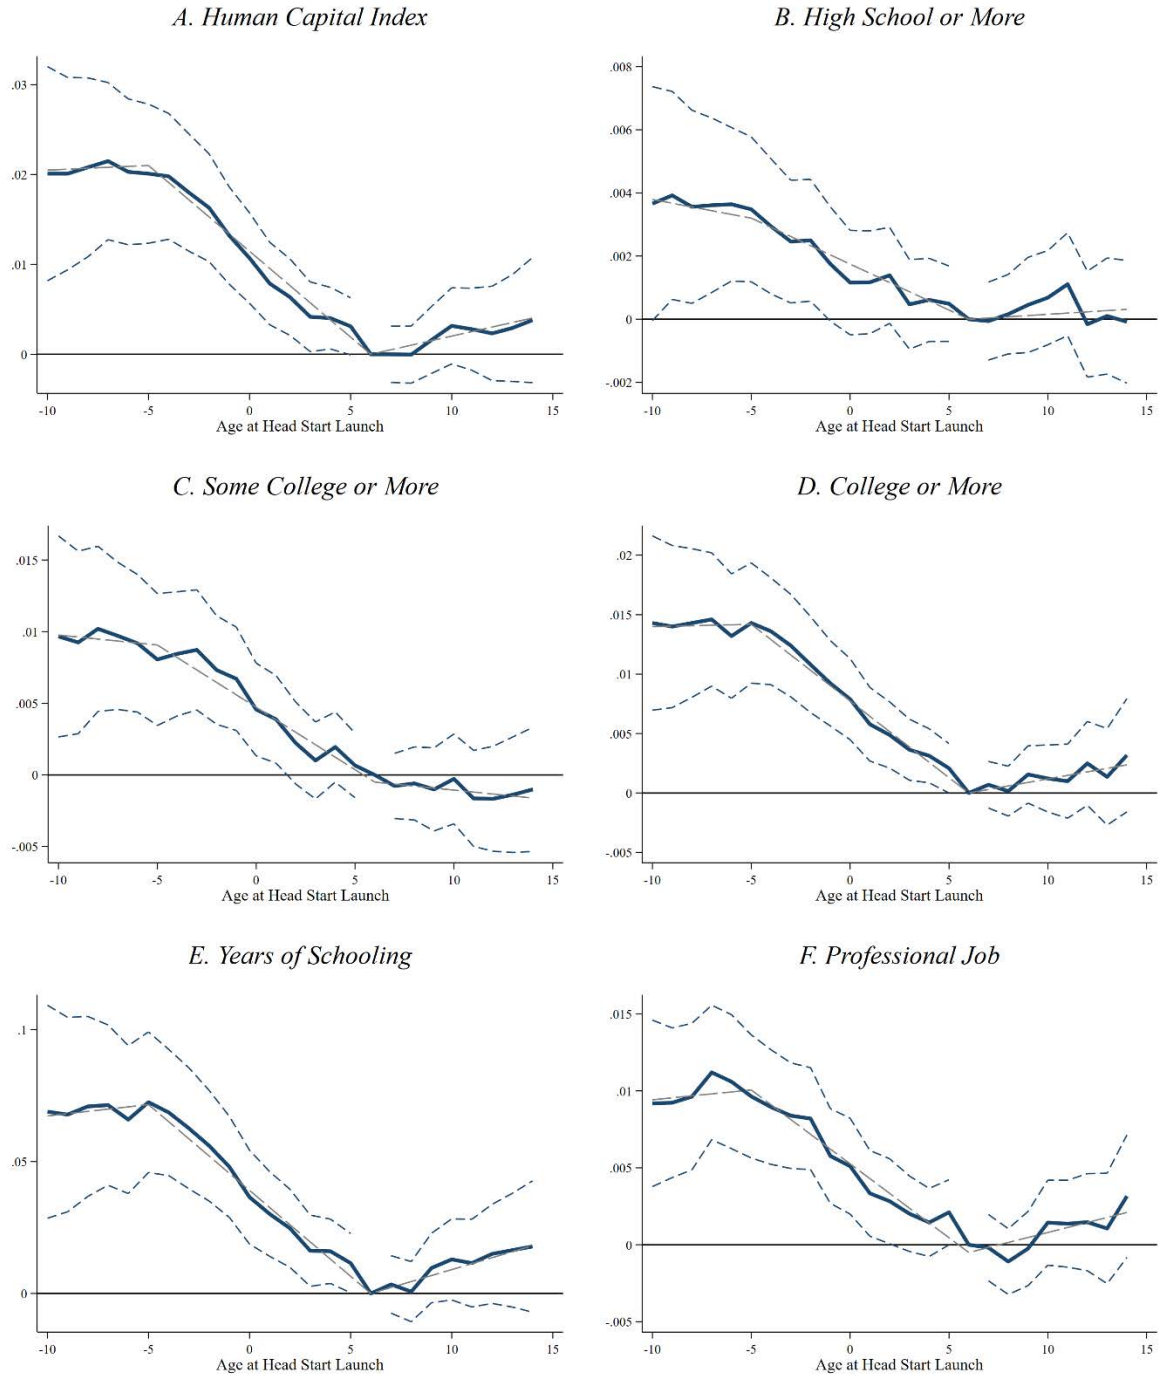 A. Human Capital Index
.03
.02
.01
0
-10 -5 0 5 10 15
Age at Head Start Launch
B. High School or More
.008
.006
.004
.002
0
-.002
-10 -5 0 5 10 15
Age at Head Start Launch
C. Some College or More
.015
.01
.005
0
-.005
-10 -5 0 5 10 15
Age at Head Start Launch
D. College or More
.02
.015
.01
.005
0
-.005
-10 -5 0 5 10 15
Age at Head Start Launch
E. Years of Schooling
.1
.05
0
-10 -5 0 5 10 15
Age at Head Start Launch
F. Professional Job
.015
.01
.005
0
-.005
-10 -5 0 5 10 15
Age at Head Start Launch